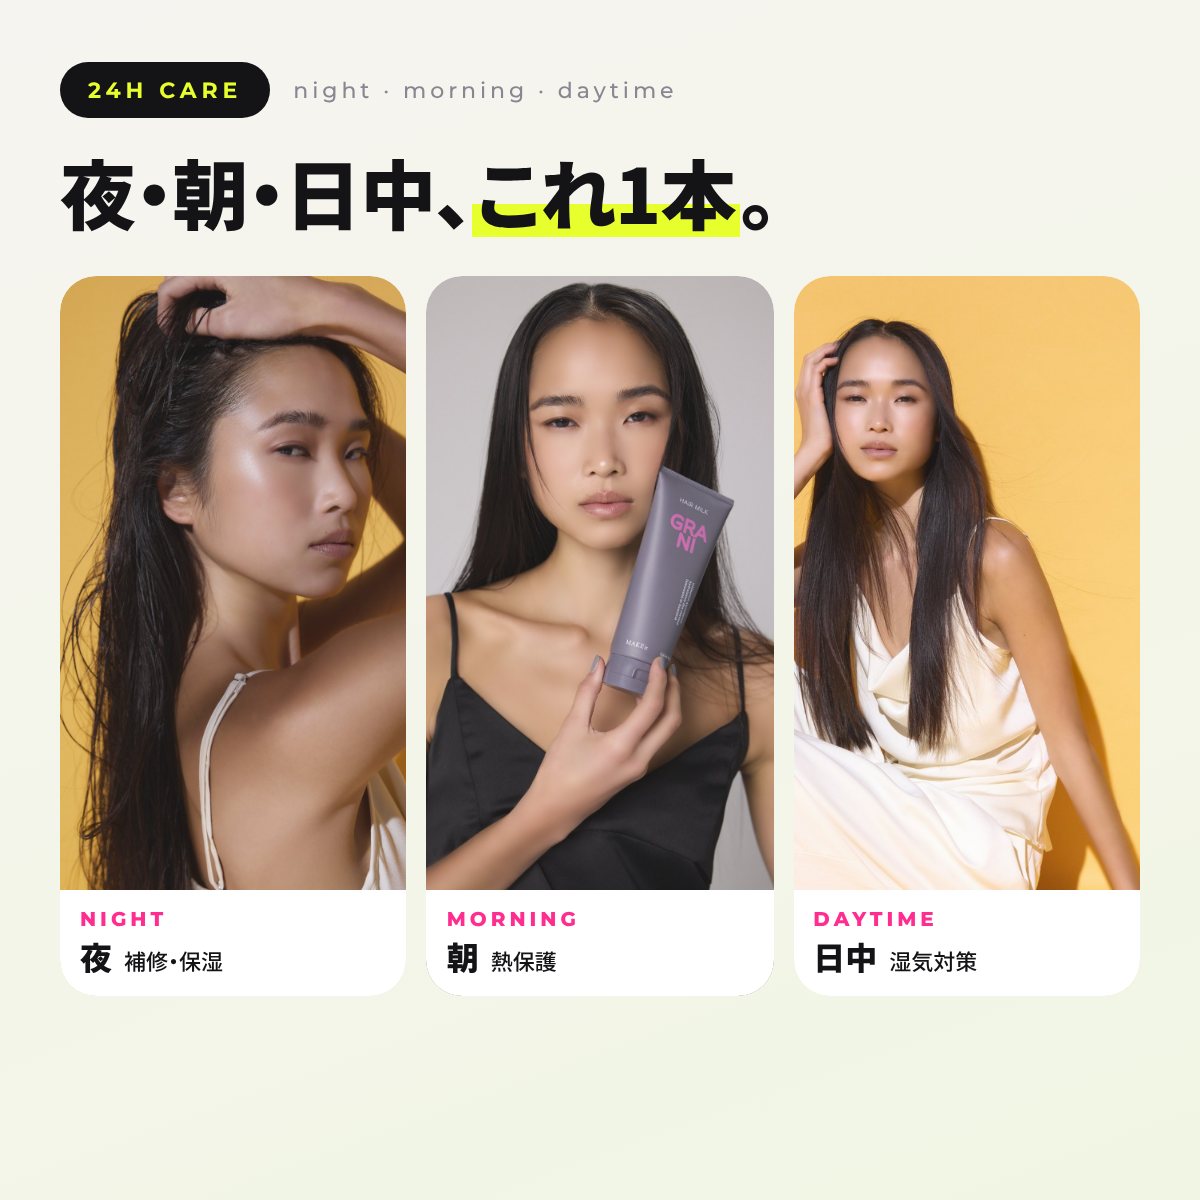 24H CARE
night · morning · daytime
夜・朝・日中、これ1本。
HAIR MILK
GRA
NI
NIGHT
夜 補修・保湿
MORNING
朝 熱保護
DAYTIME
日中 湿気対策